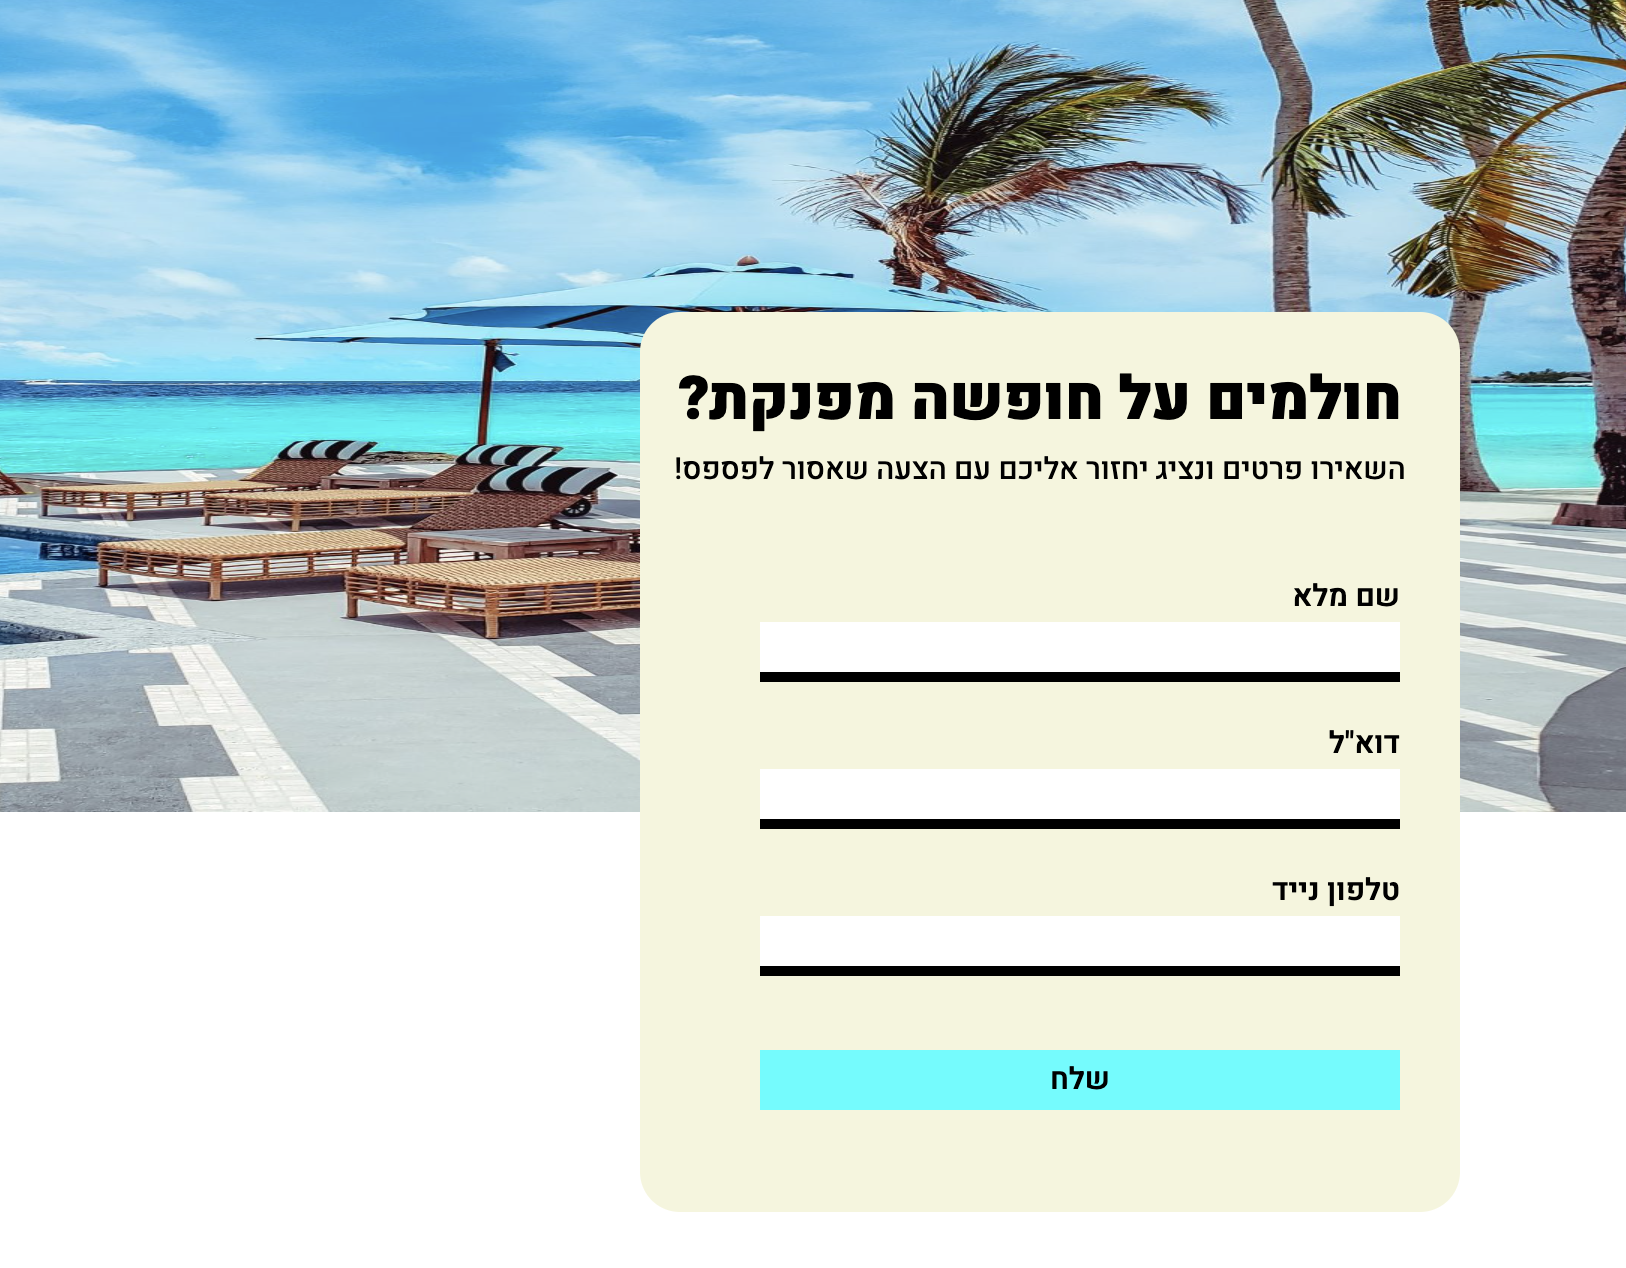 חולמים על חופשה מפנקת?
השאירו פרטים ונציג יחזור אליכם עם הצעה שאסור לפספס!
שם מלא
דוא"ל
טלפון נייד
שלח